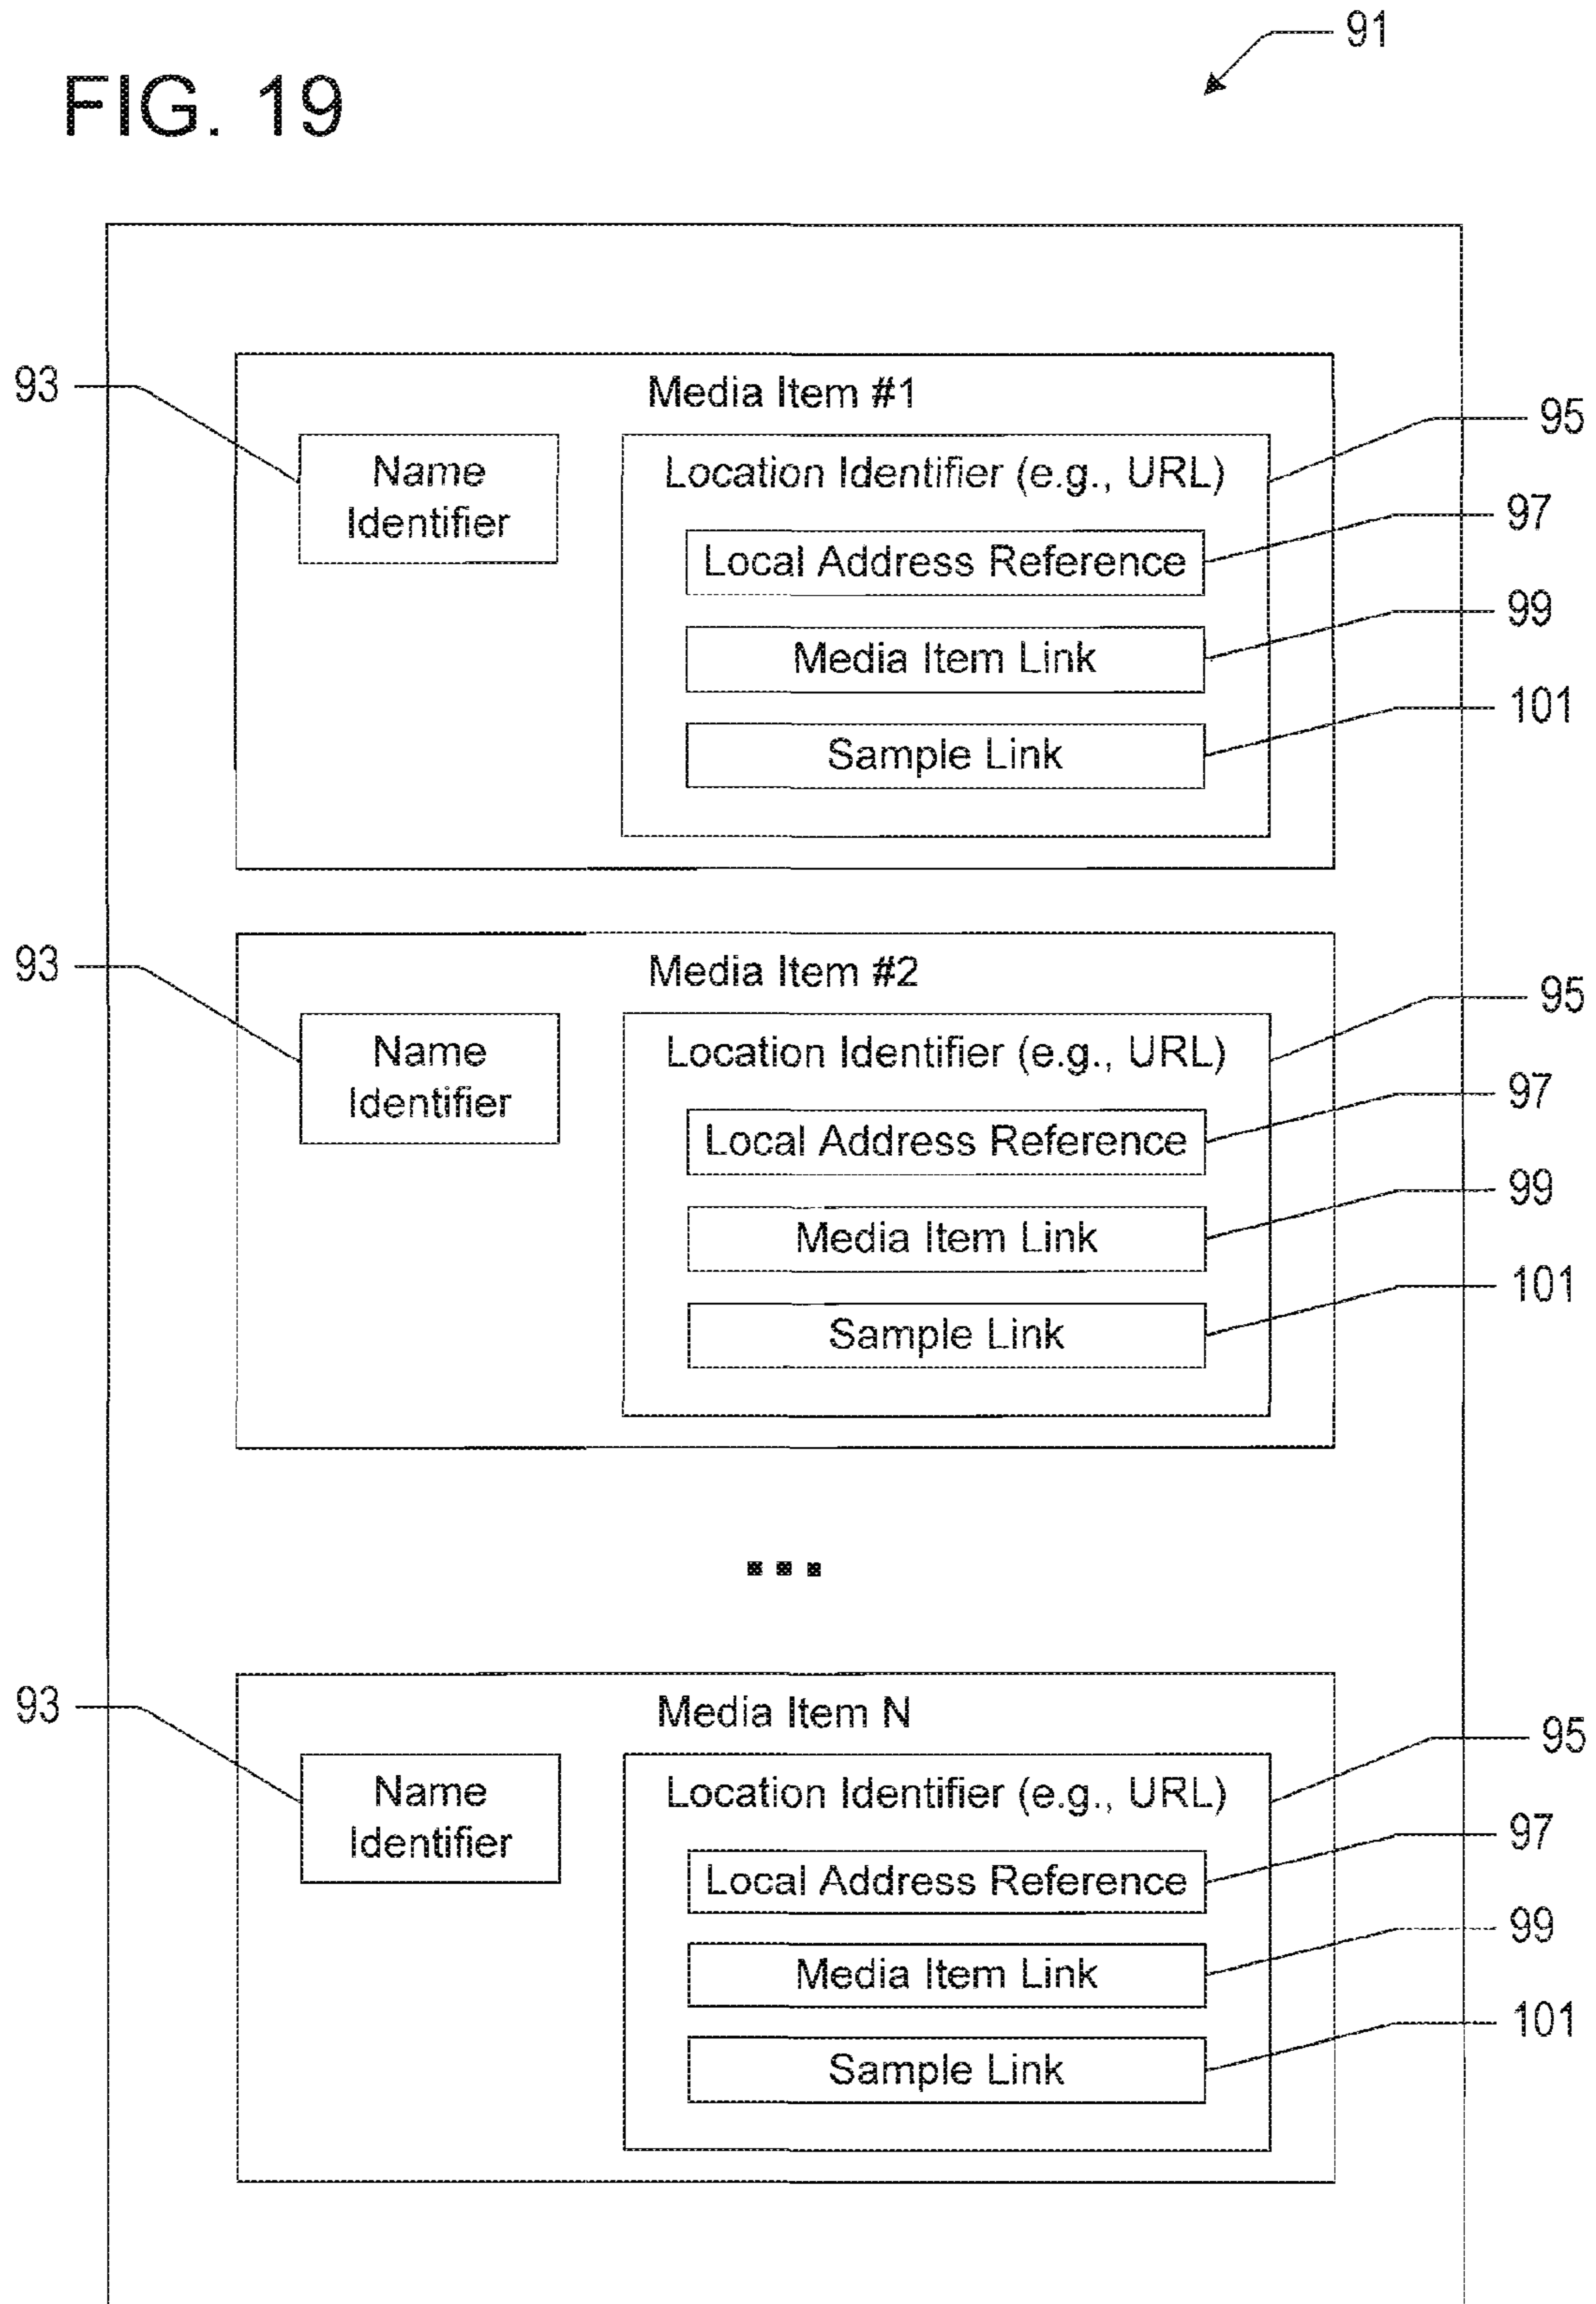 91
FIG. 19
93
Media Item #1
95
Name
Identifier
Location Identifier (e.g., URL)
97
Local Address Reference
99
Media Item Link
101
Sample Link
93
Media Item #2
95
Name
Identifier
Location Identifier (e.g., URL)
97
Local Address Reference
99
Media Item Link
101
Sample Link
...
93
Media Item N
95
Name
Identifier
Location Identifier (e.g., URL)
97
Local Address Reference
99
Media Item Link
101
Sample Link